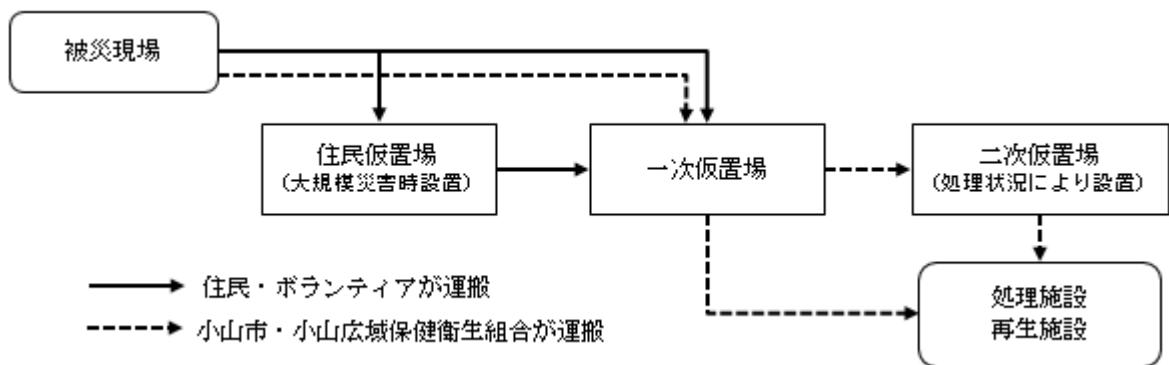 被災現場
住民仮置場
(大規模災害時設置)
一次仮置場
二次仮置場
(処理状況により設置)
処理施設
再生施設
住民・ボランティアが運搬
小山市・小山広域保健衛生組合が運搬